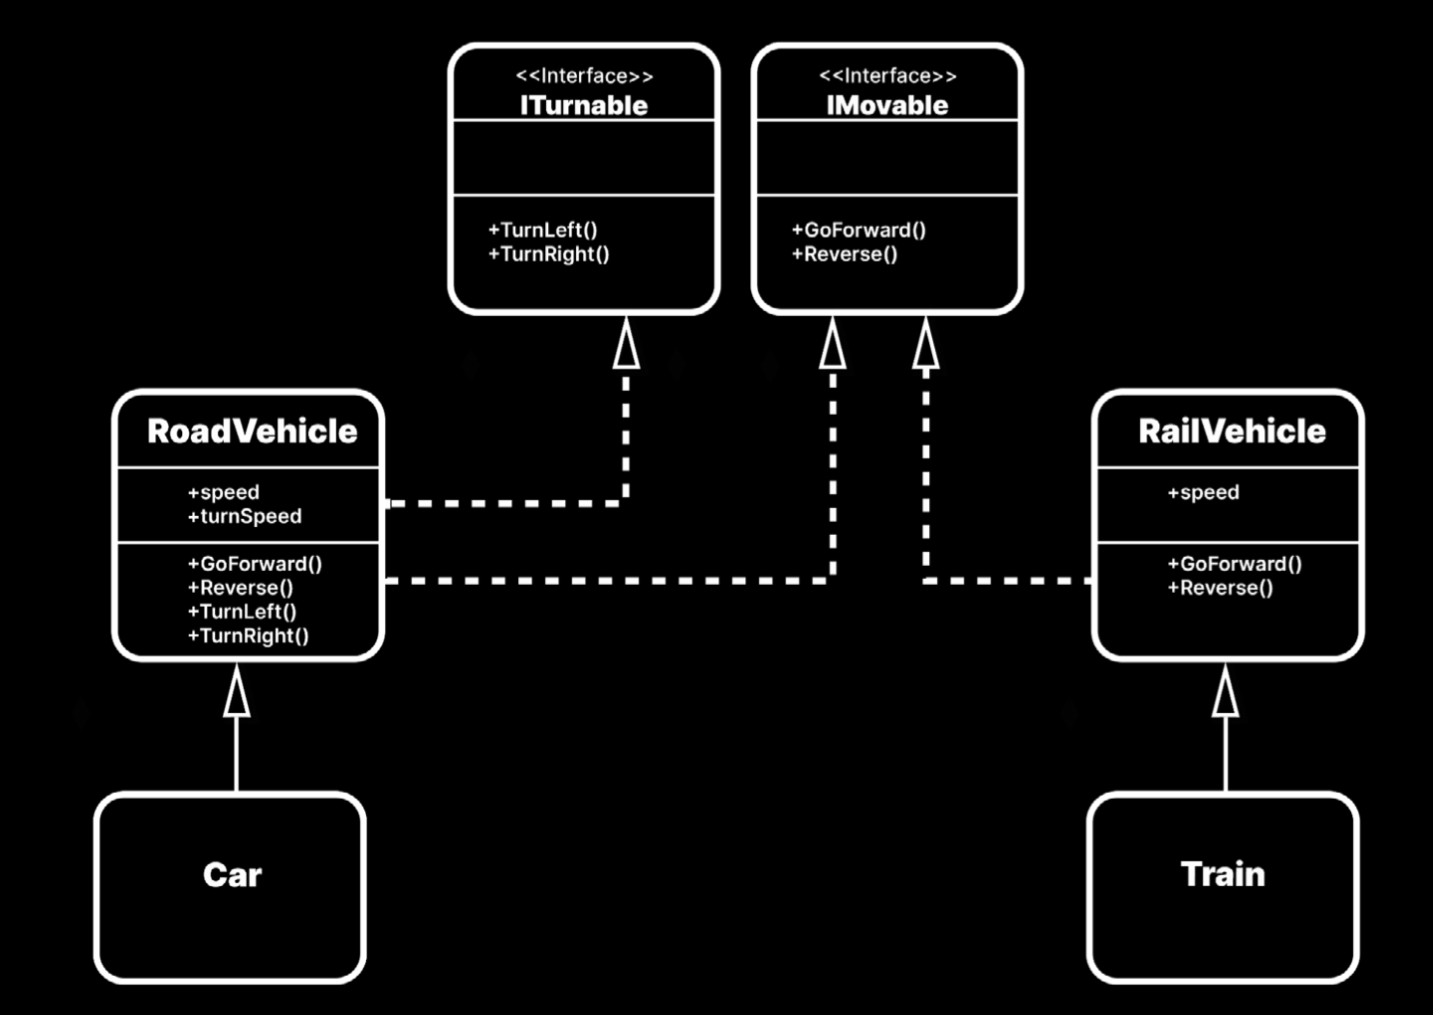 <<Interface>>
ITurnable
+TurnLeft()
+TurnRight()
<<Interface>>
IMovable
+GoForward()
+Reverse()
RoadVehicle
+speed
+turnSpeed
+GoForward()
+Reverse()
+TurnLeft()
+TurnRight()
RailVehicle
+speed
+GoForward()
+Reverse()
Car
Train